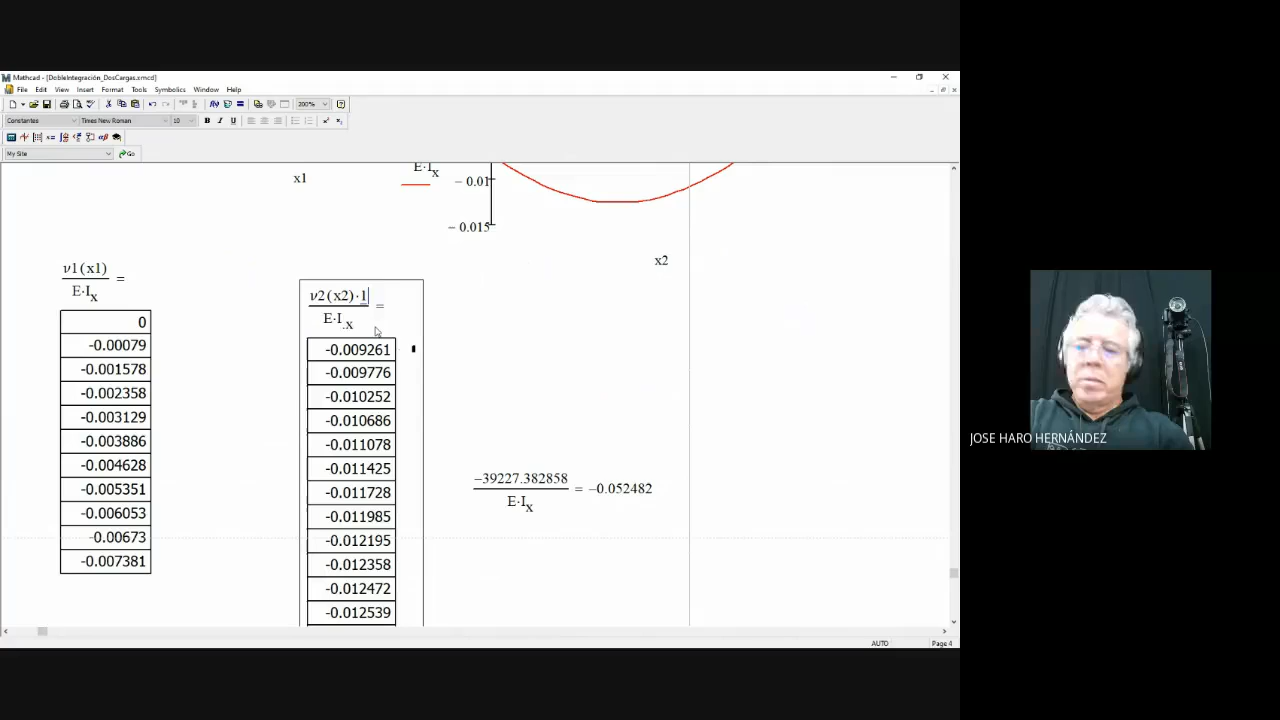 Mathcad - [DobleIntegración_DosCargas.xmcd]
File Edit View Insert Format Tools Symbolics Window Help
200%
Constantes Times New Roman 10 B I U
My Site Go
x1
E·Ix
−0.01
−0.015
x2
ν1(x1)
E·Ix
=
0
-0.00079
-0.001578
-0.002358
-0.003129
-0.003886
-0.004628
-0.005351
-0.006053
-0.00673
-0.007381
ν2(x2)·1
E·I.x
=
-0.009261
-0.009776
-0.010252
-0.010686
-0.011078
-0.011425
-0.011728
-0.011985
-0.012195
-0.012358
-0.012472
-0.012539
−39227.382858
E·Ix
= −0.052482
AUTO Page 4
JOSE HARO HERNÁNDEZ